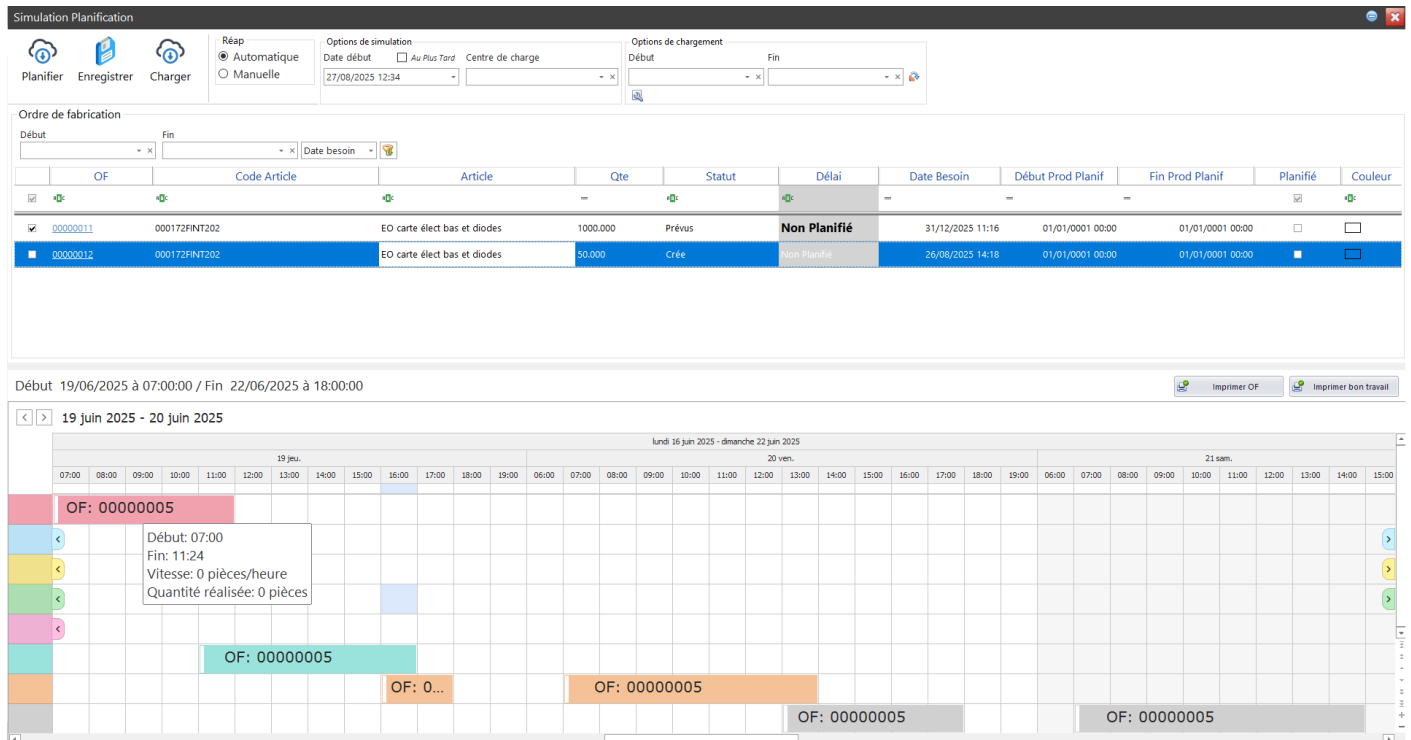 Simulation Planification
Planifier Enregistrer Charger
Réap
Automatique
Manuelle
Options de simulation
Date début Au Plus Tard Centre de charge
27/08/2025 12:34
Options de chargement
Début Fin
Ordre de fabrication
Début Fin
Date besoin
OF Code Article Article Qte Statut Délai Date Besoin Début Prod Planif Fin Prod Planif Planifié Couleur
00000011 000172FINT202 EO carte élect bas et diodes 1000.000 Prévus Non Planifié 31/12/2025 11:16 01/01/0001 00:00 01/01/0001 00:00
00000012 000172FINT202 EO carte élect bas et diodes 50.000 Crée Non Planifié 26/08/2025 14:18 01/01/0001 00:00 01/01/0001 00:00
Début 19/06/2025 à 07:00:00 / Fin 22/06/2025 à 18:00:00
Imprimer OF Imprimer bon travail
19 juin 2025 - 20 juin 2025
lundi 16 juin 2025 - dimanche 22 juin 2025
19 jeu. 20 ven. 21 sam.
07:00 08:00 09:00 10:00 11:00 12:00 13:00 14:00 15:00 16:00 17:00 18:00 19:00 06:00 07:00 08:00 09:00 10:00 11:00 12:00 13:00 14:00 15:00 16:00 17:00 18:00 19:00 06:00 07:00 08:00 09:00 10:00 11:00 12:00 13:00 14:00 15:00
OF: 00000005
Début: 07:00
Fin: 11:24
Vitesse: 0 pièces/heure
Quantité réalisée: 0 pièces
OF: 00000005
OF: 0... OF: 00000005
OF: 00000005 OF: 00000005